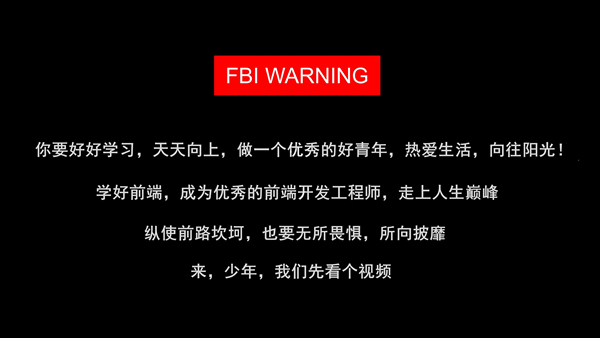 FBI WARNING
你要好好学习，天天向上，做一个优秀的好青年，热爱生活，向往阳光！
学好前端，成为优秀的前端开发工程师，走上人生巅峰
纵使前路坎坷，也要无所畏惧，所向披靡
来，少年，我们先看个视频